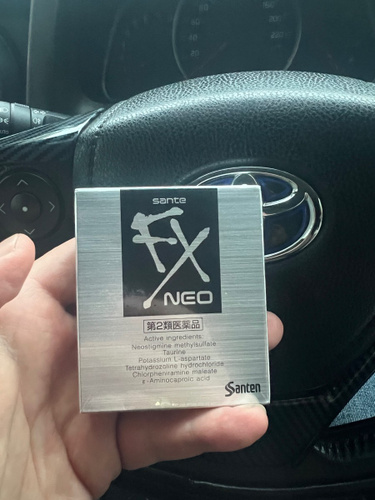 sante
FX
NEO
第2類医薬品
Active ingredients:
Neostigmine methylsulfate
Taurine
Potassium L-aspartate
Tetrahydrozoline hydrochloride
Chlorpheniramine maleate
ε-Aminocaproic acid
Santen